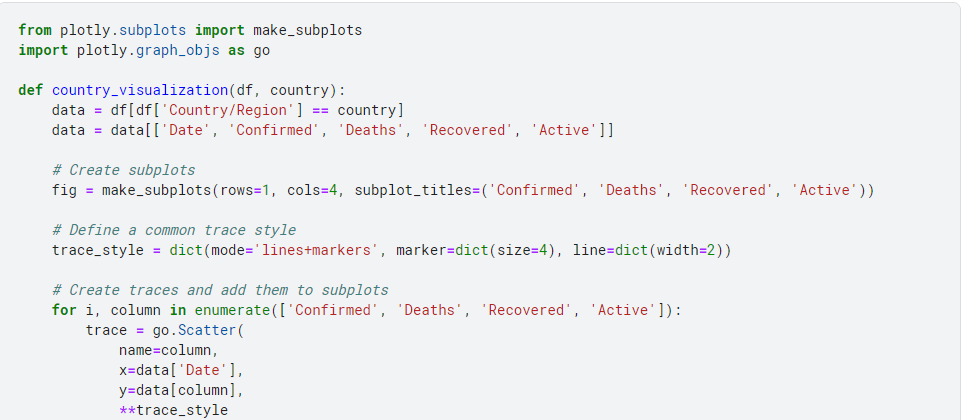 from plotly.subplots import make_subplots
import plotly.graph_objs as go

def country_visualization(df, country):
    data = df[df['Country/Region'] == country]
    data = data[['Date', 'Confirmed', 'Deaths', 'Recovered', 'Active']]

    # Create subplots
    fig = make_subplots(rows=1, cols=4, subplot_titles=('Confirmed', 'Deaths', 'Recovered', 'Active'))

    # Define a common trace style
    trace_style = dict(mode='lines+markers', marker=dict(size=4), line=dict(width=2))

    # Create traces and add them to subplots
    for i, column in enumerate(['Confirmed', 'Deaths', 'Recovered', 'Active']):
        trace = go.Scatter(
            name=column,
            x=data['Date'],
            y=data[column],
            **trace_style